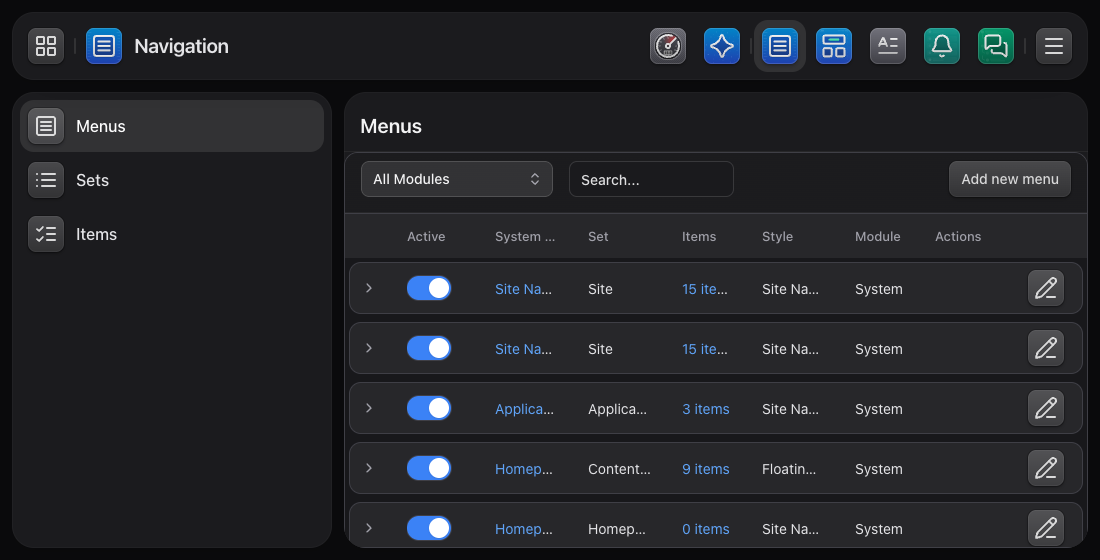 Navigation
Menus
Sets
Items
Menus
All Modules
Search...
Add new menu
Active System ... Set Items Style Module Actions
Site Na... Site 15 ite... Site Na... System
Site Na... Site 15 ite... Site Na... System
Applica... Applica... 3 items Site Na... System
Homep... Content... 9 items Floatin... System
Homep... Homep... 0 items Site Na... System